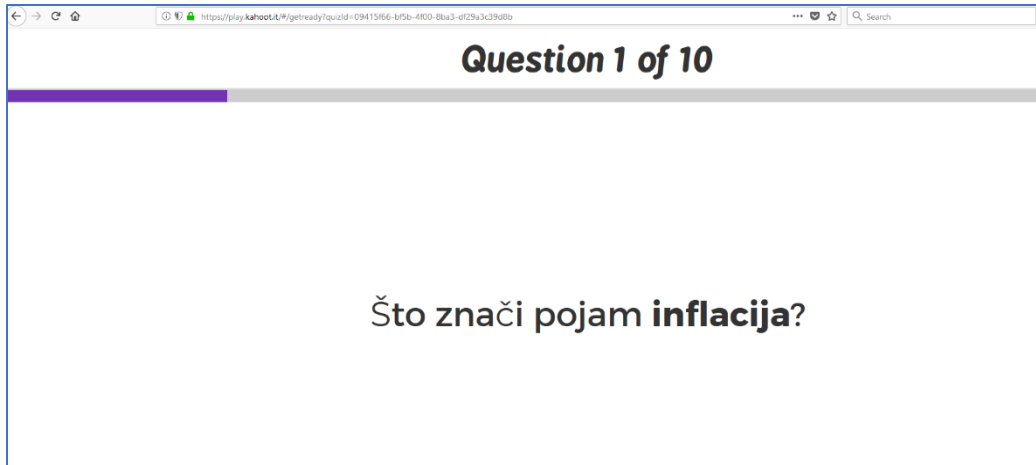 https://play.kahoot.it/#/getready?quizId=09415f66-bf5b-4f00-8ba3-df29a3c39d8b
Search
Question 1 of 10
Što znači pojam inflacija?